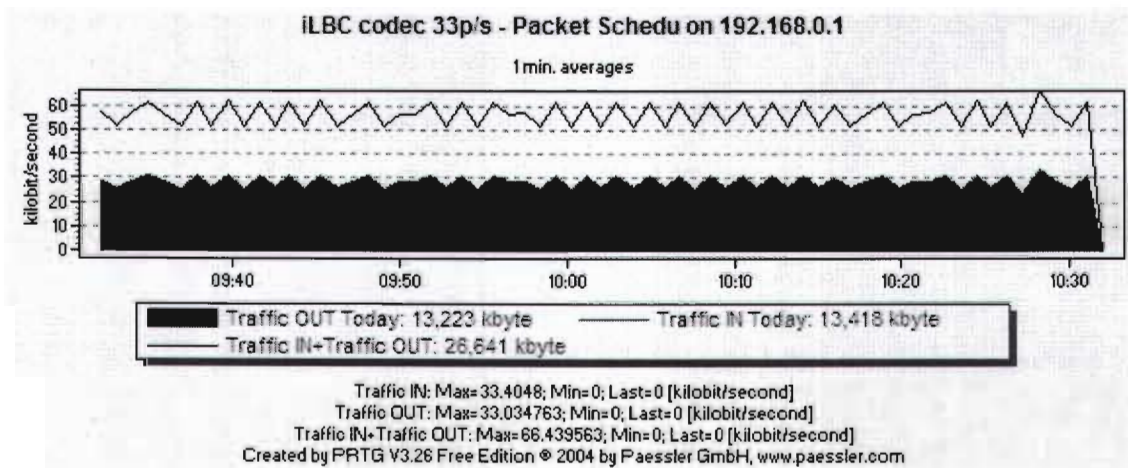 iLBC codec 33p/s - Packet Schedu on 192.168.0.1
1 min. averages
kilobit/second
60
50
40
30
20
10
0
09:40 09:50 10:00 10:10 10:20 10:30
Traffic OUT Today: 13,223 kbyte Traffic IN Today: 13,418 kbyte
Traffic IN+Traffic OUT: 26,641 kbyte
Traffic IN: Max=33.4048; Min=0; Last=0 [kilobit/second]
Traffic OUT: Max=33.034763; Min=0; Last=0 [kilobit/second]
Traffic IN+Traffic OUT: Max=66.439563; Min=0; Last=0 [kilobit/second]
Created by PRTG V3.26 Free Edition © 2004 by Paessler GmbH, www.paessler.com